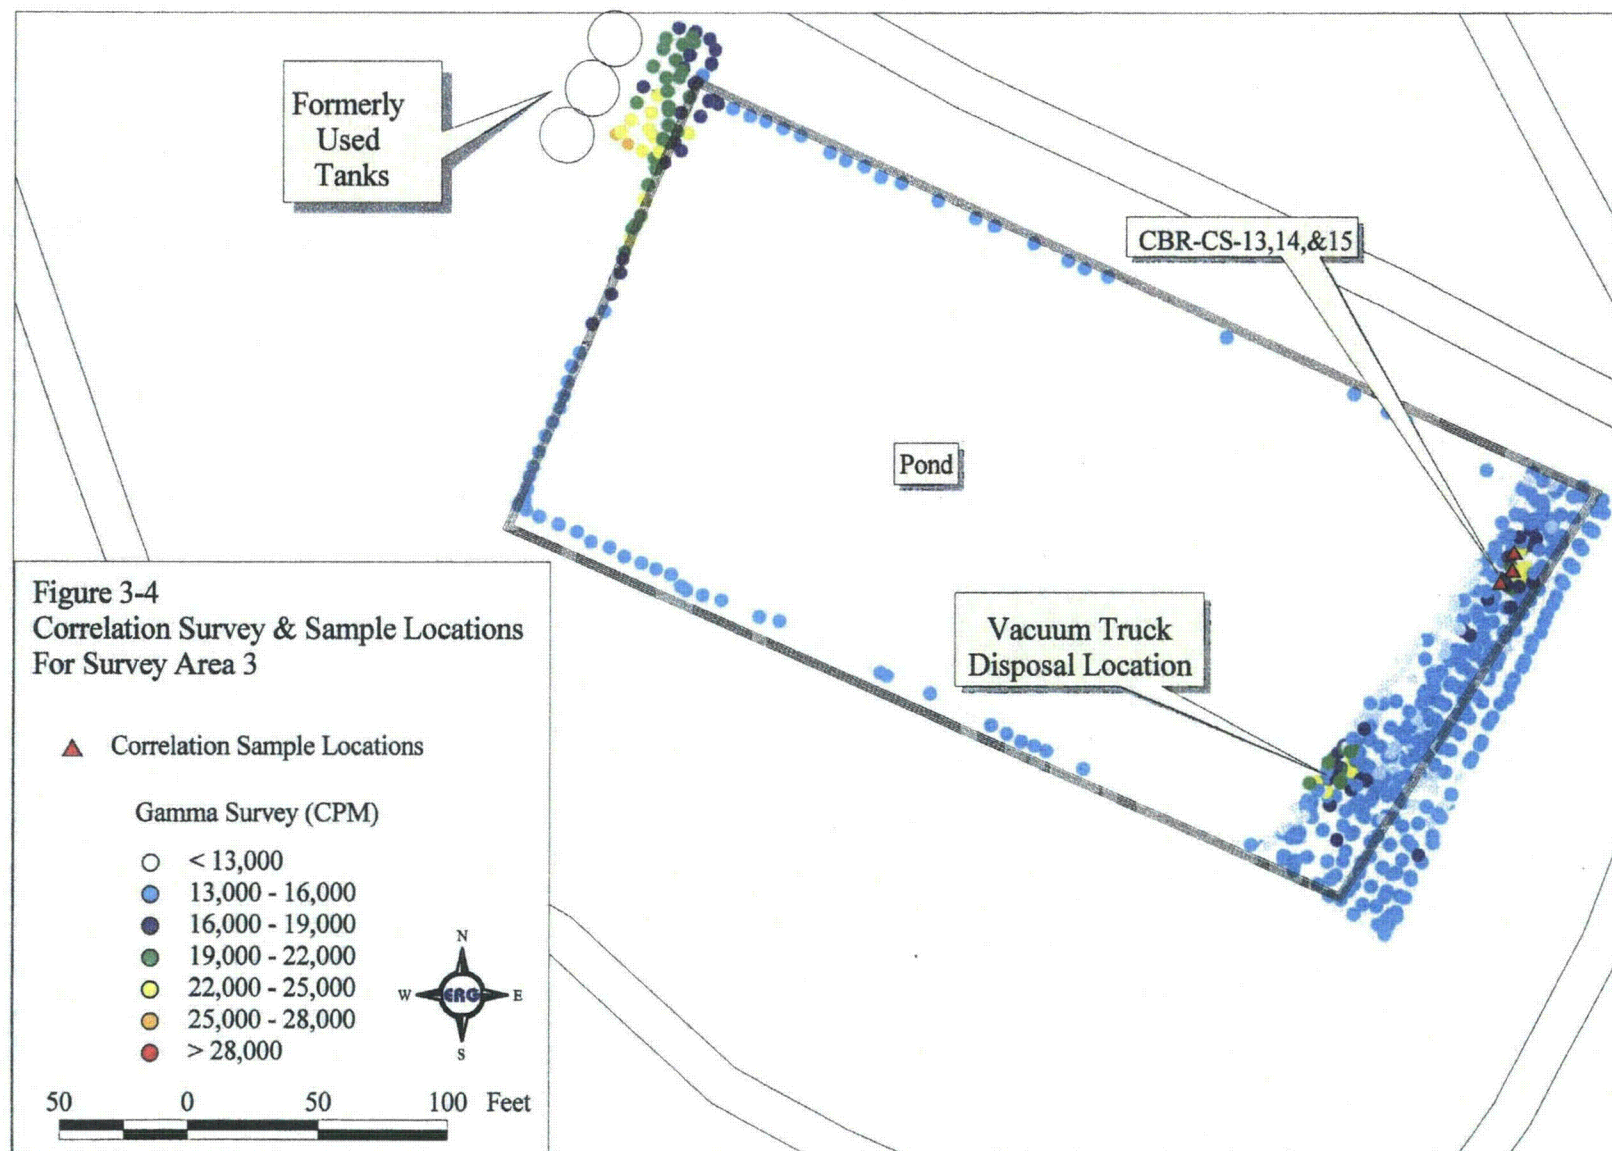 Formerly
Used
Tanks
CBR-CS-13,14,&15
Pond
Vacuum Truck
Disposal Location
Figure 3-4
Correlation Survey & Sample Locations
For Survey Area 3
Correlation Sample Locations
Gamma Survey (CPM)
< 13,000
13,000 - 16,000
16,000 - 19,000
19,000 - 22,000
22,000 - 25,000
25,000 - 28,000
> 28,000
N
W ERG E
S
50 0 50 100 Feet